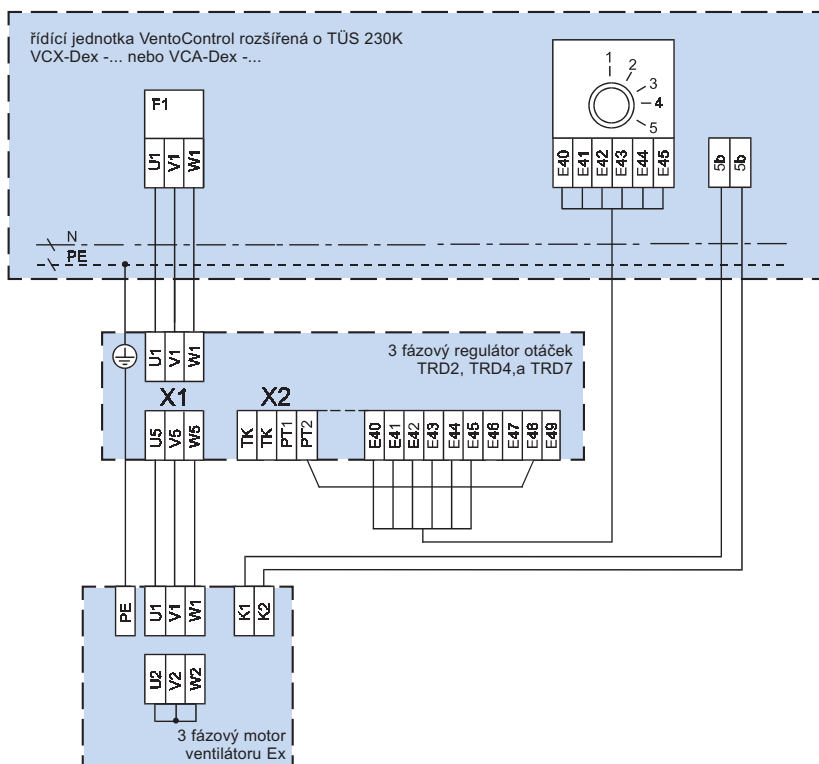 řídící jednotka VentoControl rozšířená o TÜS 230K
VCX-Dex -... nebo VCA-Dex -...
F1
U1 V1 W1
1
2
3
4
5
E40 E41 E42 E43 E44 E45
5b 5b
N
PE
U1 V1 W1
3 fázový regulátor otáček
TRD2, TRD4,a TRD7
X1 X2
U5 V5 W5
TK TK PT1 PT2
E40 E41 E42 E43 E44 E45 E46 E47 E48 E49
PE
U1 V1 W1
K1 K2
U2 V2 W2
3 fázový motor
ventilátoru Ex